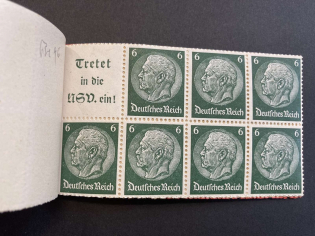 Tretet
in die
NSV. ein!
6 6 6 6 6 6
Deutsches Reich Deutsches Reich Deutsches Reich
6 6 6 6 6 6 6 6
Deutsches Reich Deutsches Reich Deutsches Reich Deutsches Reich